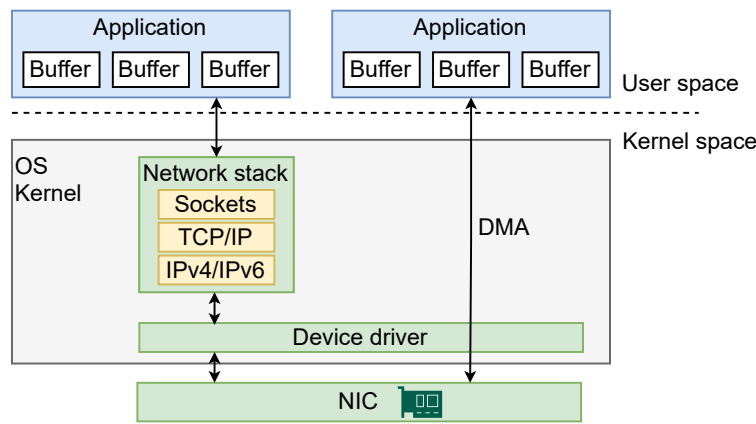 Application
Buffer Buffer Buffer
Application
Buffer Buffer Buffer
User space
Kernel space
OS
Kernel
Network stack
Sockets
TCP/IP
IPv4/IPv6
DMA
Device driver
NIC